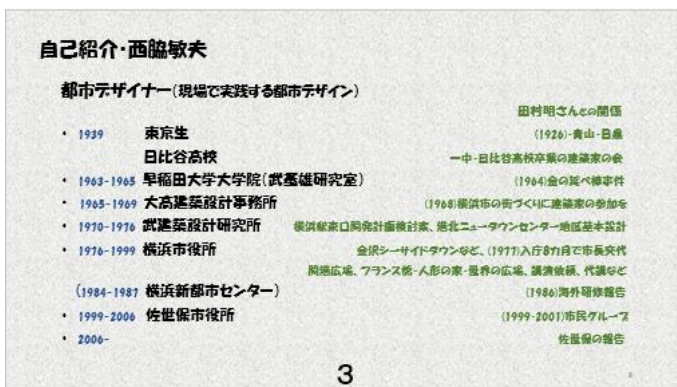 自己紹介・西脇敏夫
都市デザイナー(現場で実践する都市デザイン)
田村明さんとの関係
・ 1939 東京生 (1926)-青山-日産
日比谷高校 一中-日比谷高校卒業の建築家の会
・ 1963-1965 早稲田大学大学院(武基雄研究室) (1964)金の延べ棒事件
・ 1965-1969 大高建築設計事務所 (1968)横浜市の街づくりに建築家の参加を
・ 1970-1976 武建築設計研究所 横浜駅東口開発計画検討案、港北ニュータウンセンター地区基本設計
・ 1976-1999 横浜市役所 金沢シーサイドタウンなど、(1977)入庁8カ月で市長交代
開港広場、フランス橋-人形の家-世界の広場、講演依頼、代講など
(1984-1987 横浜新都市センター) (1986)海外研修報告
・ 1999-2006 佐世保市役所 (1999-2001)市民グループ
・ 2006- 佐世保の報告
3